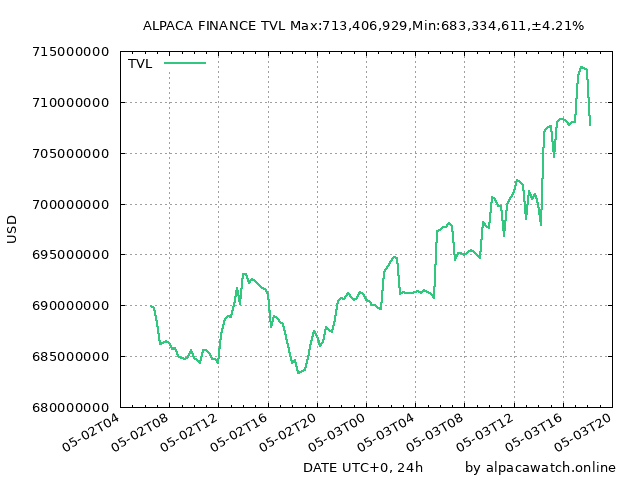 ALPACA FINANCE TVL Max:713,406,929,Min:683,334,611,±4.21%
TVL
715000000
710000000
705000000
700000000
695000000
690000000
685000000
680000000
USD
05-02T04
05-02T08
05-02T12
05-02T16
05-02T20
05-03T00
05-03T04
05-03T08
05-03T12
05-03T16
05-03T20
DATE UTC+0, 24h
by alpacawatch.online